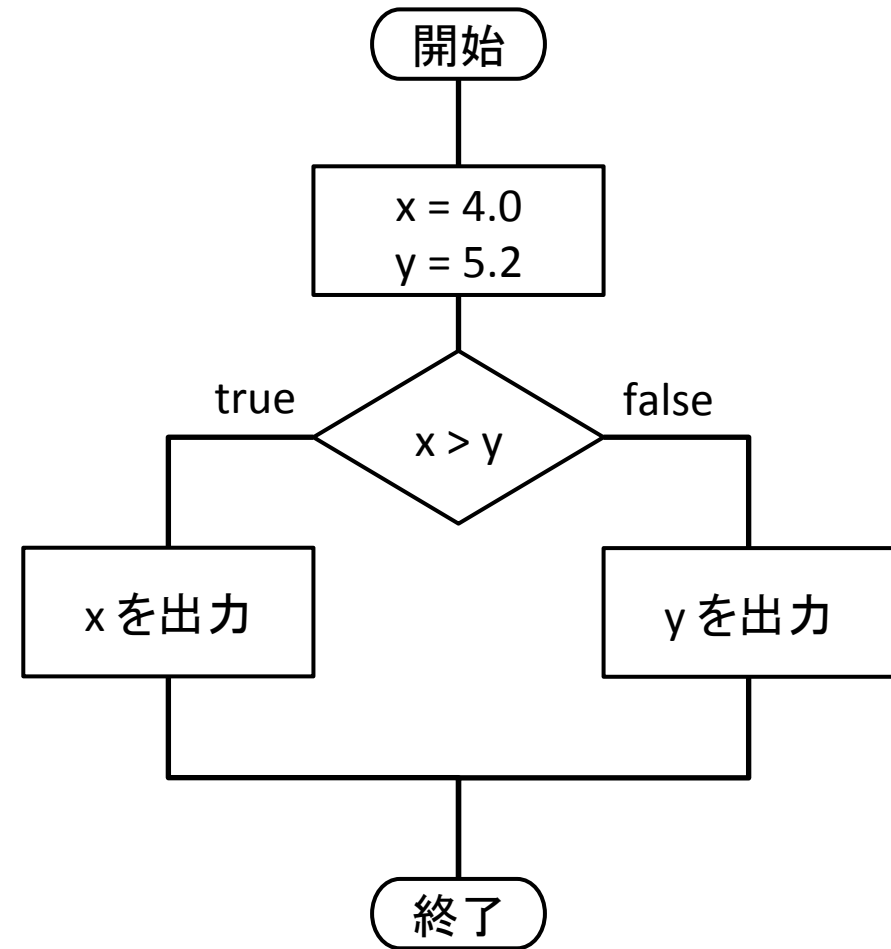 開始
x = 4.0
y = 5.2
true
false
x > y
x を出力
y を出力
終了